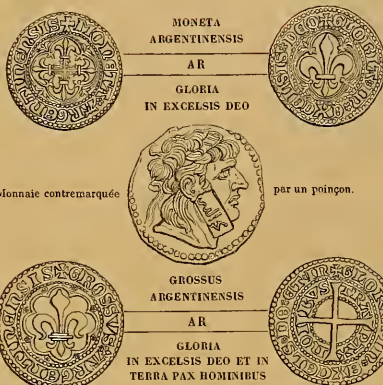 MONETA
ARGENTINENSIS
AR
GLORIA
IN EXCELSIS DEO
Monnaie contremarquée
par un poinçon.
GROSSUS
ARGENTINENSIS
AR
GLORIA
IN EXCELSIS DEO ET IN
TERRA PAX HOMINIBUS